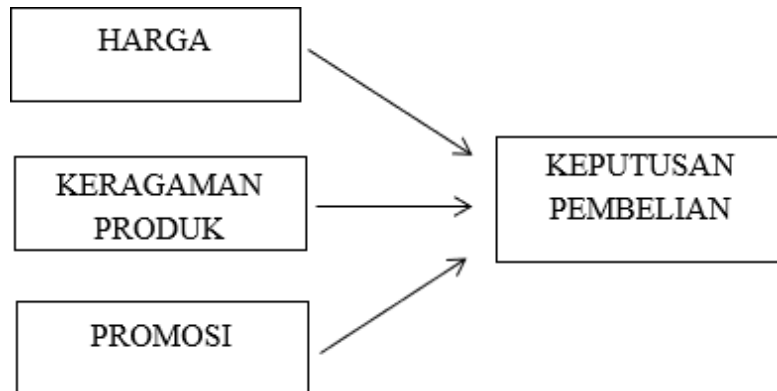 HARGA
KERAGAMAN
PRODUK
PROMOSI
KEPUTUSAN
PEMBELIAN